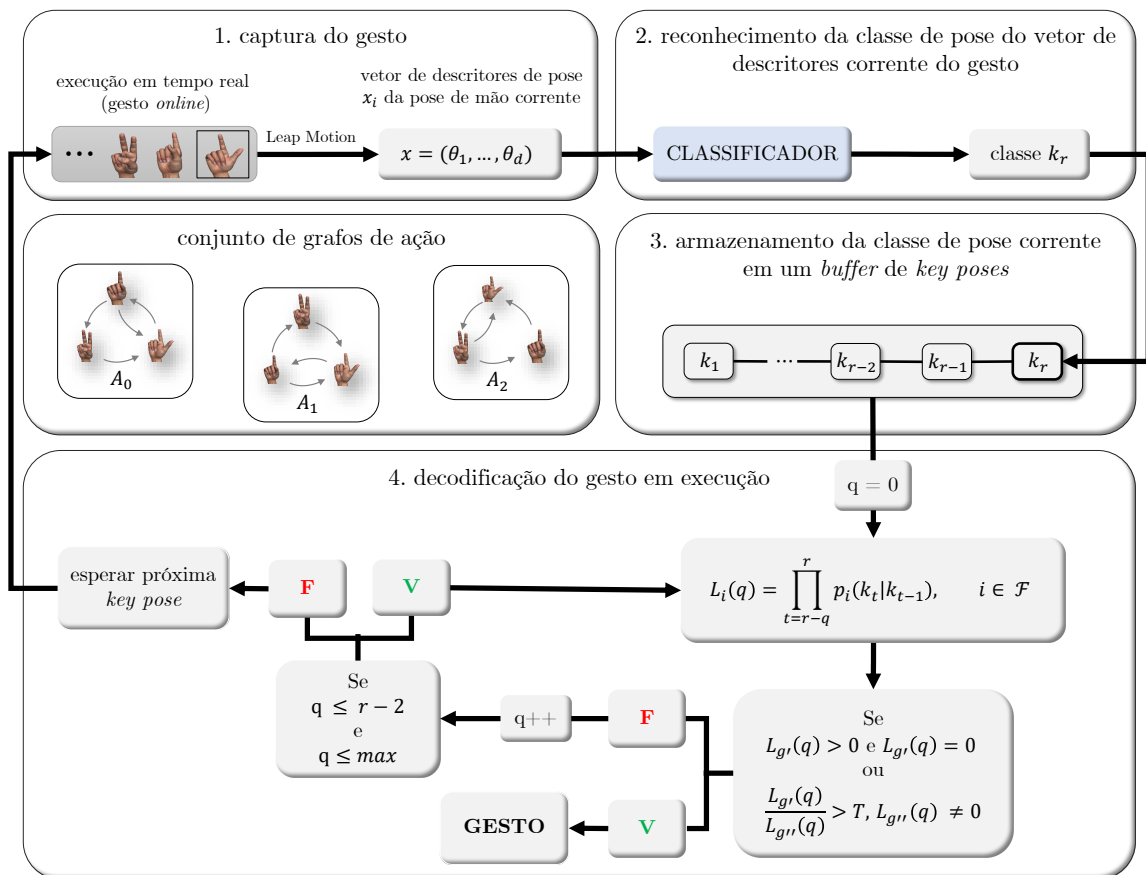 1. captura do gesto
execução em tempo real
(gesto online)
vetor de descritores de pose
x_i da pose de mão corrente
...
Leap Motion
x = (θ_1, ..., θ_d)
2. reconhecimento da classe de pose do vetor de
descritores corrente do gesto
CLASSIFICADOR
classe k_r
conjunto de grafos de ação
A_0
A_1
A_2
3. armazenamento da classe de pose corrente
em um buffer de key poses
k_1 ... k_{r-2} k_{r-1} k_r
4. decodificação do gesto em execução
q = 0
esperar próxima
key pose
F
V
L_i(q) = ∏_{t=r-q}^{r} p_i(k_t|k_{t-1}), i ∈ ℱ
Se
q ≤ r − 2
e
q ≤ max
q++
F
Se
L_{g'}(q) > 0 e L_{g'}(q) = 0
ou
L_{g'}(q) / L_{g''}(q) > T, L_{g''}(q) ≠ 0
GESTO
V